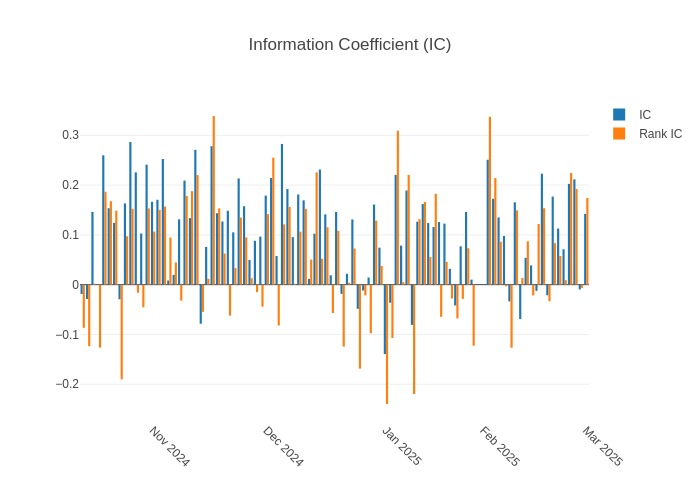 Information Coefficient (IC)
IC
Rank IC
0.3
0.2
0.1
0
−0.1
−0.2
Nov 2024
Dec 2024
Jan 2025
Feb 2025
Mar 2025